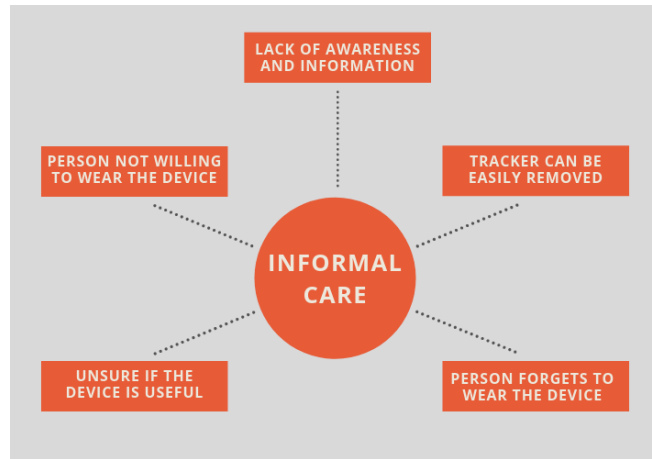 LACK OF AWARENESS
AND INFORMATION
PERSON NOT WILLING
TO WEAR THE DEVICE
TRACKER CAN BE
EASILY REMOVED
INFORMAL
CARE
UNSURE IF THE
DEVICE IS USEFUL
PERSON FORGETS TO
WEAR THE DEVICE